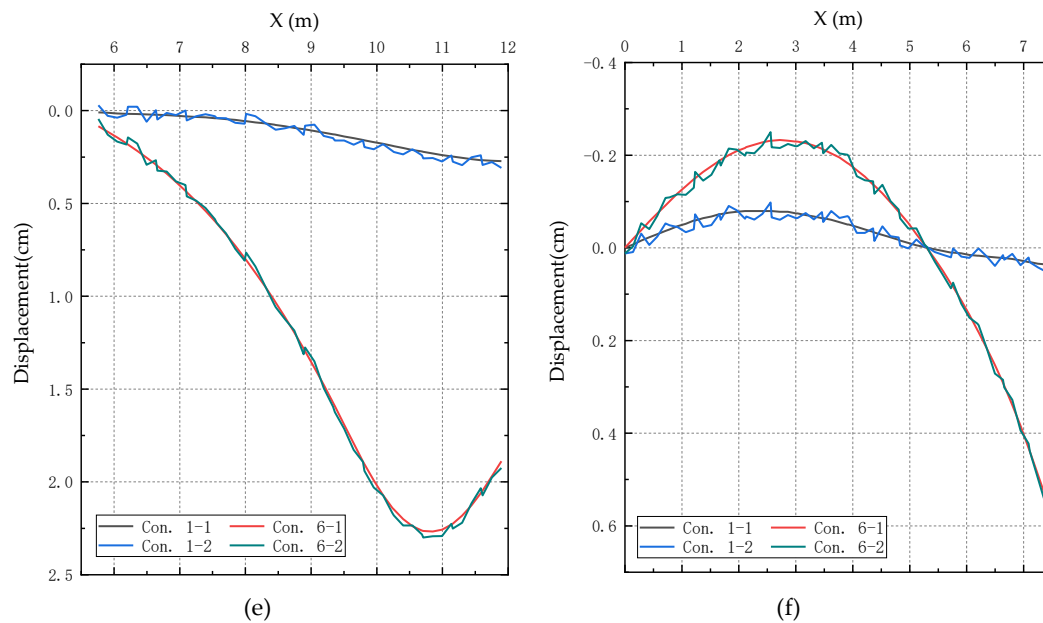 X (m)
6 7 8 9 10 11 12
0.0
0.5
1.0
1.5
2.0
2.5
Displacement(cm)
Con. 1-1 Con. 6-1
Con. 1-2 Con. 6-2
(e)
X (m)
0 1 2 3 4 5 6 7
-0.4
-0.2
0.0
0.2
0.4
0.6
Displacement(cm)
Con. 1-1 Con. 6-1
Con. 1-2 Con. 6-2
(f)